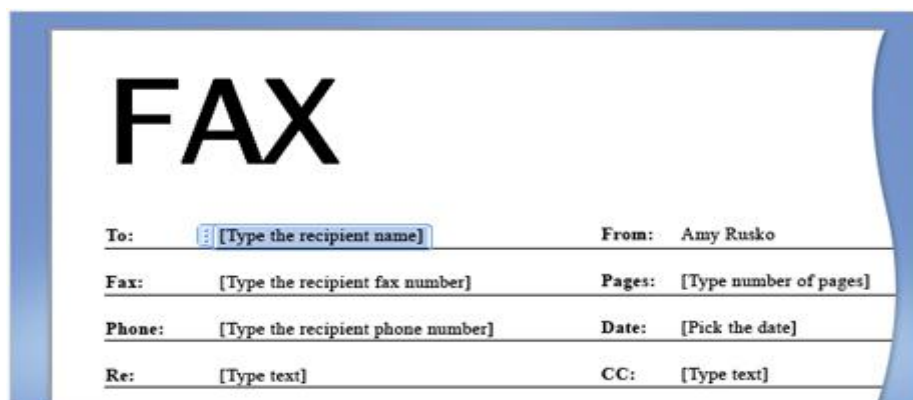 FAX
To: [Type the recipient name] From: Amy Rusko
Fax: [Type the recipient fax number] Pages: [Type number of pages]
Phone: [Type the recipient phone number] Date: [Pick the date]
Re: [Type text] CC: [Type text]